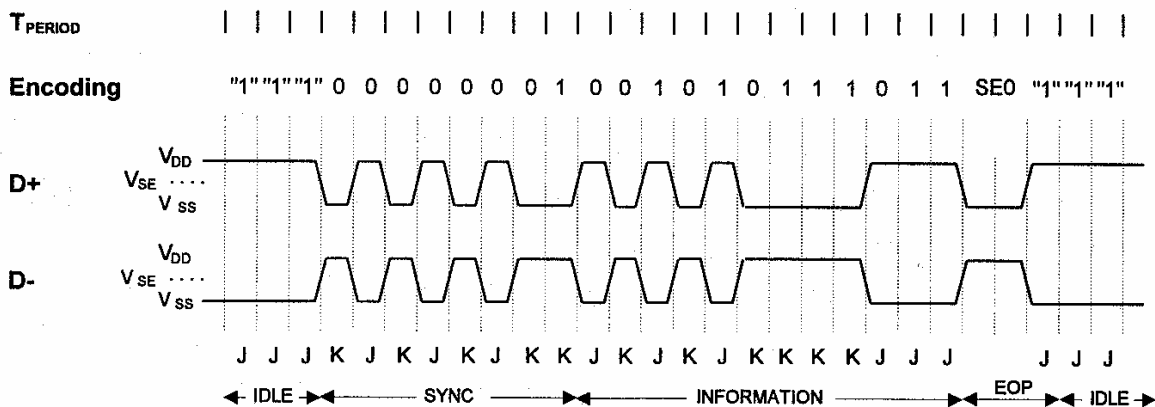 TPERIOD
Encoding "1" "1" "1" 0 0 0 0 0 0 0 1 0 0 1 0 1 0 1 1 1 0 1 1 SE0 "1" "1" "1"
VDD
D+ VSE ....
VSS
VDD
D- VSE ....
VSS
J J J K J K J K J K K J K J K J K K K K J J J J J J
IDLE SYNC INFORMATION EOP IDLE